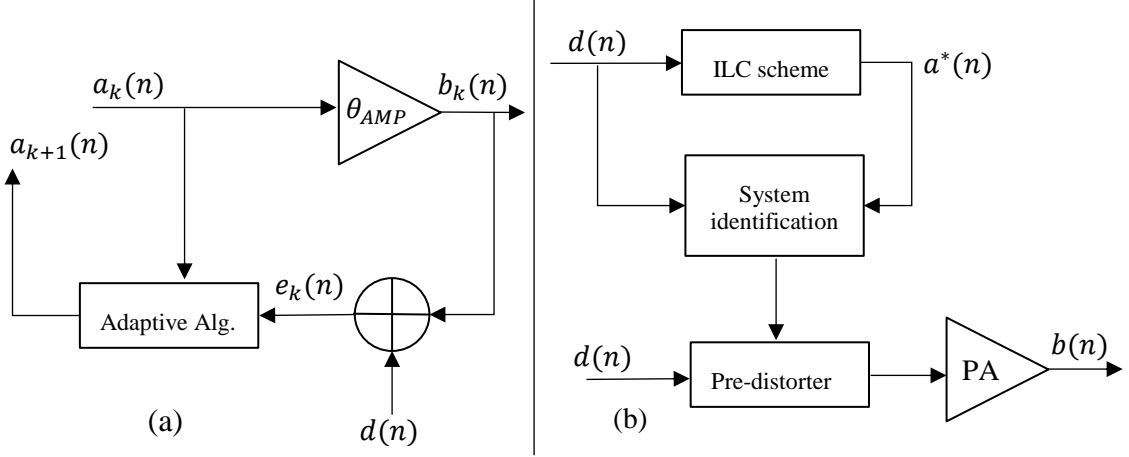 a_k(n)
θ_AMP
b_k(n)
a_{k+1}(n)
Adaptive Alg.
e_k(n)
d(n)
(a)
d(n)
ILC scheme
a*(n)
System
identification
d(n)
Pre-distorter
PA
b(n)
(b)